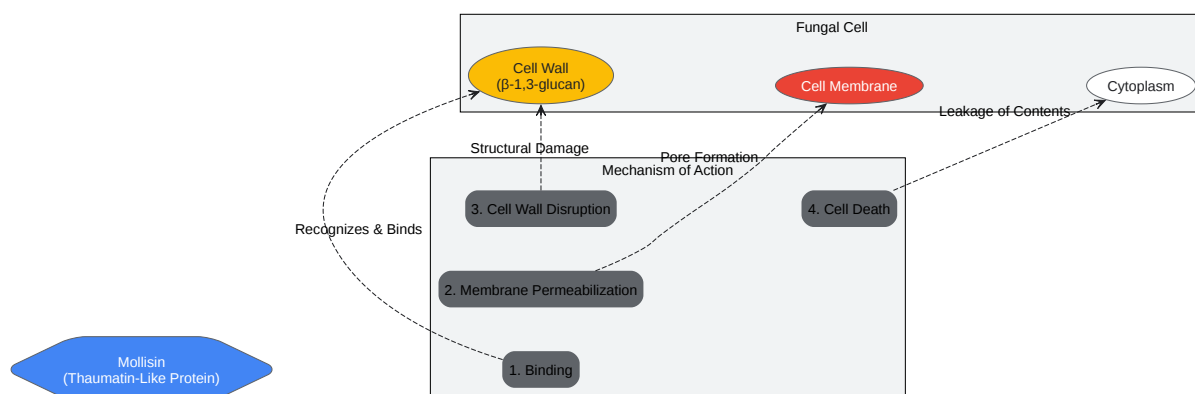 Fungal Cell
Cell Wall
(β-1,3-glucan)
Cell Membrane
Cytoplasm
Leakage of Contents
Structural Damage
Pore Formation
Mechanism of Action
3. Cell Wall Disruption
4. Cell Death
Recognizes & Binds
2. Membrane Permeabilization
Mollisin
(Thaumatin-Like Protein)
1. Binding